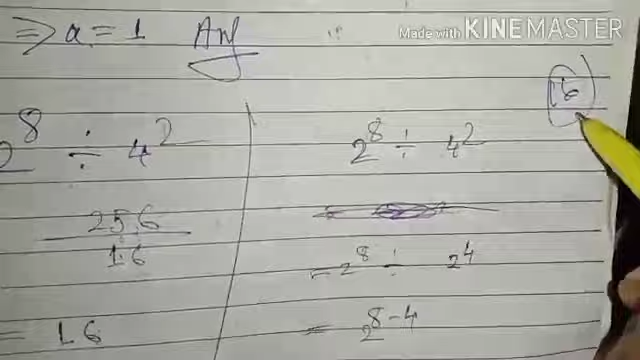 ⇒ a = 1 Ans
Made with KINEMASTER
16
2^8 ÷ 4^2
256
16
= 16
2^8 ÷ 4^2
= 2^8 ÷ 2^4
= 2^8-4